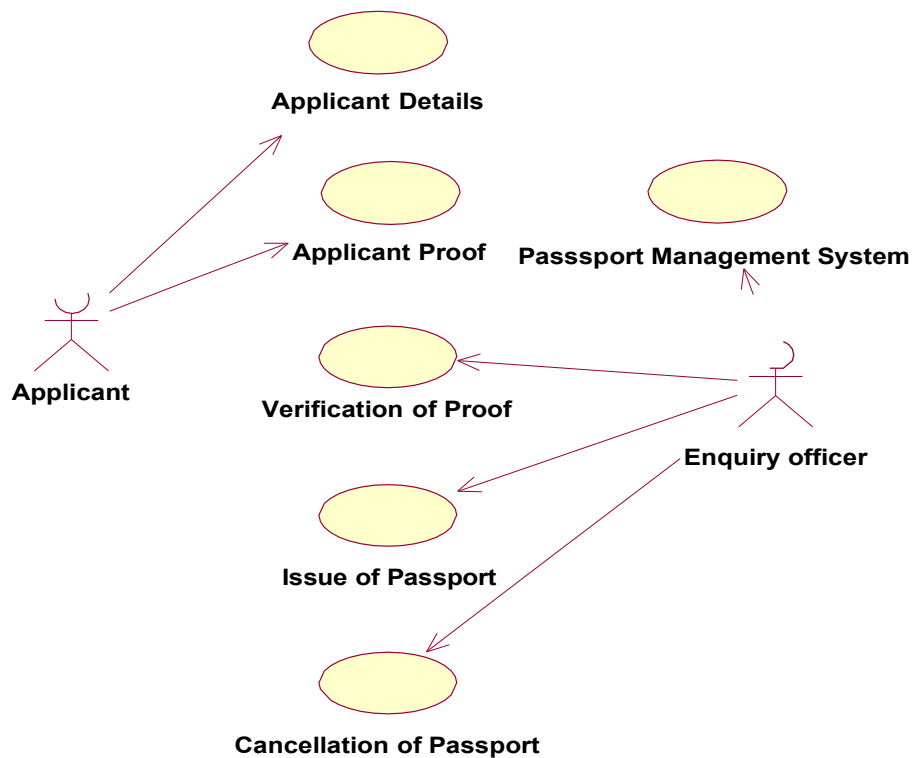 Applicant Details
Applicant Proof
Passsport Management System
Applicant
Verification of Proof
Enquiry officer
Issue of Passport
Cancellation of Passport